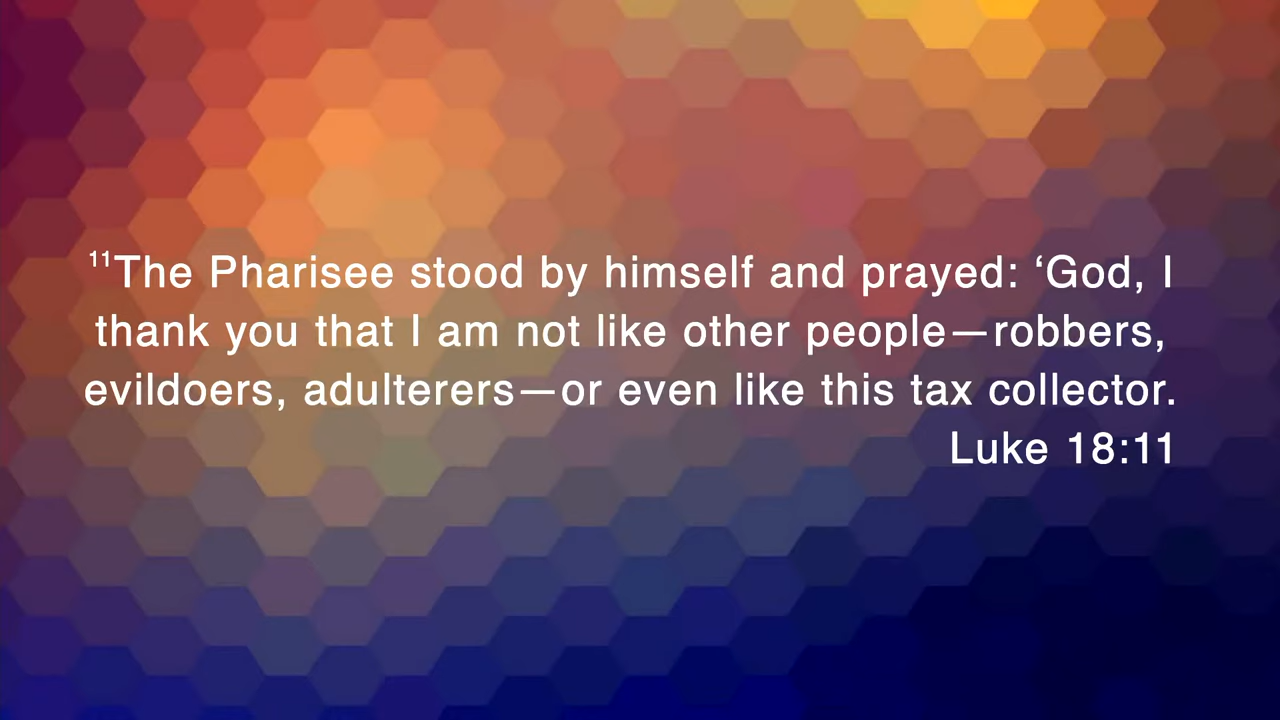 ¹¹The Pharisee stood by himself and prayed: ‘God, I
thank you that I am not like other people—robbers,
evildoers, adulterers—or even like this tax collector.
Luke 18:11